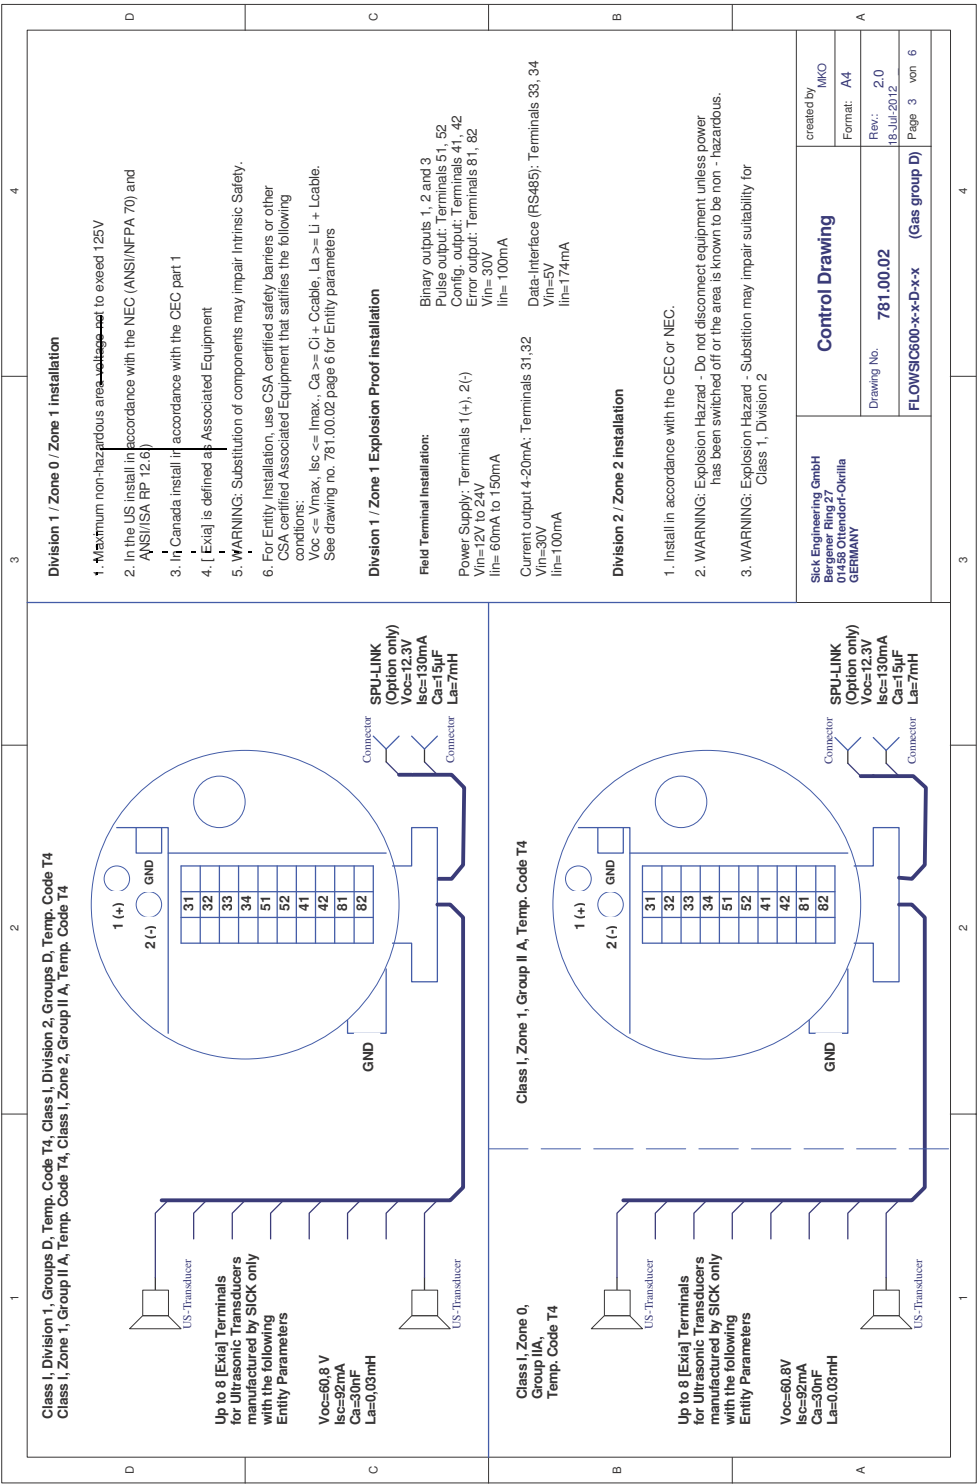 1
2
3
4
D
C
B
A
Class I, Division 1, Groups D, Temp. Code T4, Class I, Division 2, Groups D, Temp. Code T4
Class I, Zone 1, Group II A, Temp. Code T4, Class I, Zone 2, Group II A, Temp. Code T4
US-Transducer
Up to 8 [Exia] Terminals
for Ultrasonic Transducers
manufactured by SICK only
with the following
Entity Parameters
Voc=60,8 V
Isc=92mA
Ca=30nF
La=0,03mH
US-Transducer
1 (+)
2 (-)
GND
31
32
33
34
51
52
41
42
81
82
GND
Connector
Connector
SPU-LINK
(Option only)
Voc=12.3V
Isc=130mA
Ca=15µF
La=7mH
Class I, Zone 0,
Group IIA,
Temp. Code T4
Class I, Zone 1, Group II A, Temp. Code T4
US-Transducer
Up to 8 [Exia] Terminals
for Ultrasonic Transducers
manufactured by SICK only
with the following
Entity Parameters
Voc=60.8V
Isc=92mA
Ca=30nF
La=0.03mH
US-Transducer
1 (+)
2 (-)
GND
31
32
33
34
51
52
41
42
81
82
GND
Connector
Connector
SPU-LINK
(Option only)
Voc=12.3V
Isc=130mA
Ca=15µF
La=7mH
Division 1 / Zone 0 / Zone 1 installation
1. Maximum non-hazardous area voltage not to exceed 125V
2. In the US install in accordance with the NEC (ANSI/NFPA 70) and
ANSI/ISA RP 12.6)
3. In Canada install in accordance with the CEC part 1
4. [ Exia] is defined as Associated Equipment
5. WARNING: Substitution of components may impair Intrinsic Safety.
6. For Entity Installation, use CSA certified safety barriers or other
CSA certified Associated Equipment that satifies the following
condtions:
Voc <= Vmax, Isc <= Imax., Ca >= Ci + Ccable, La >= Li + Lcable.
See drawing no. 781.00.02 page 6 for Entity parameters
Divsion 1 / Zone 1 Explosion Proof installation
Field Terminal Installation:
Power Supply: Terminals 1(+), 2(-)
Vin=12V to 24V
Iin= 60mA to 150mA
Current output 4-20mA: Terminals 31,32
Vin=30V
Iin=100mA
Binary outputs 1, 2 and 3
Pulse output: Terminals 51, 52
Config. output: Terminals 41, 42
Error output: Terminals 81, 82
Vin= 30V
Iin= 100mA
Data-Interface (RS485): Terminals 33, 34
Vin=5V
Iin=174mA
Division 2 / Zone 2 installation
1. Install in accordance with the CEC or NEC.
2. WARNING: Explosion Hazrad - Do not disconnect equipment unless power
has been switched off or the area is known to be non - hazardous.
3. WARNING: Explosion Hazard - Substition may impair suitability for
Class 1, Division 2
Sick Engineering GmbH
Bergener Ring 27
01458 Ottendorf-Okrilla
GERMANY
Control Drawing
Drawing No. 781.00.02
FLOWSIC600-x-x-D-x-x (Gas group D)
created by MKO
Format: A4
Rev.: 2.0
18-Jul-2012
Page 3 von 6
D
C
B
A
1
2
3
4